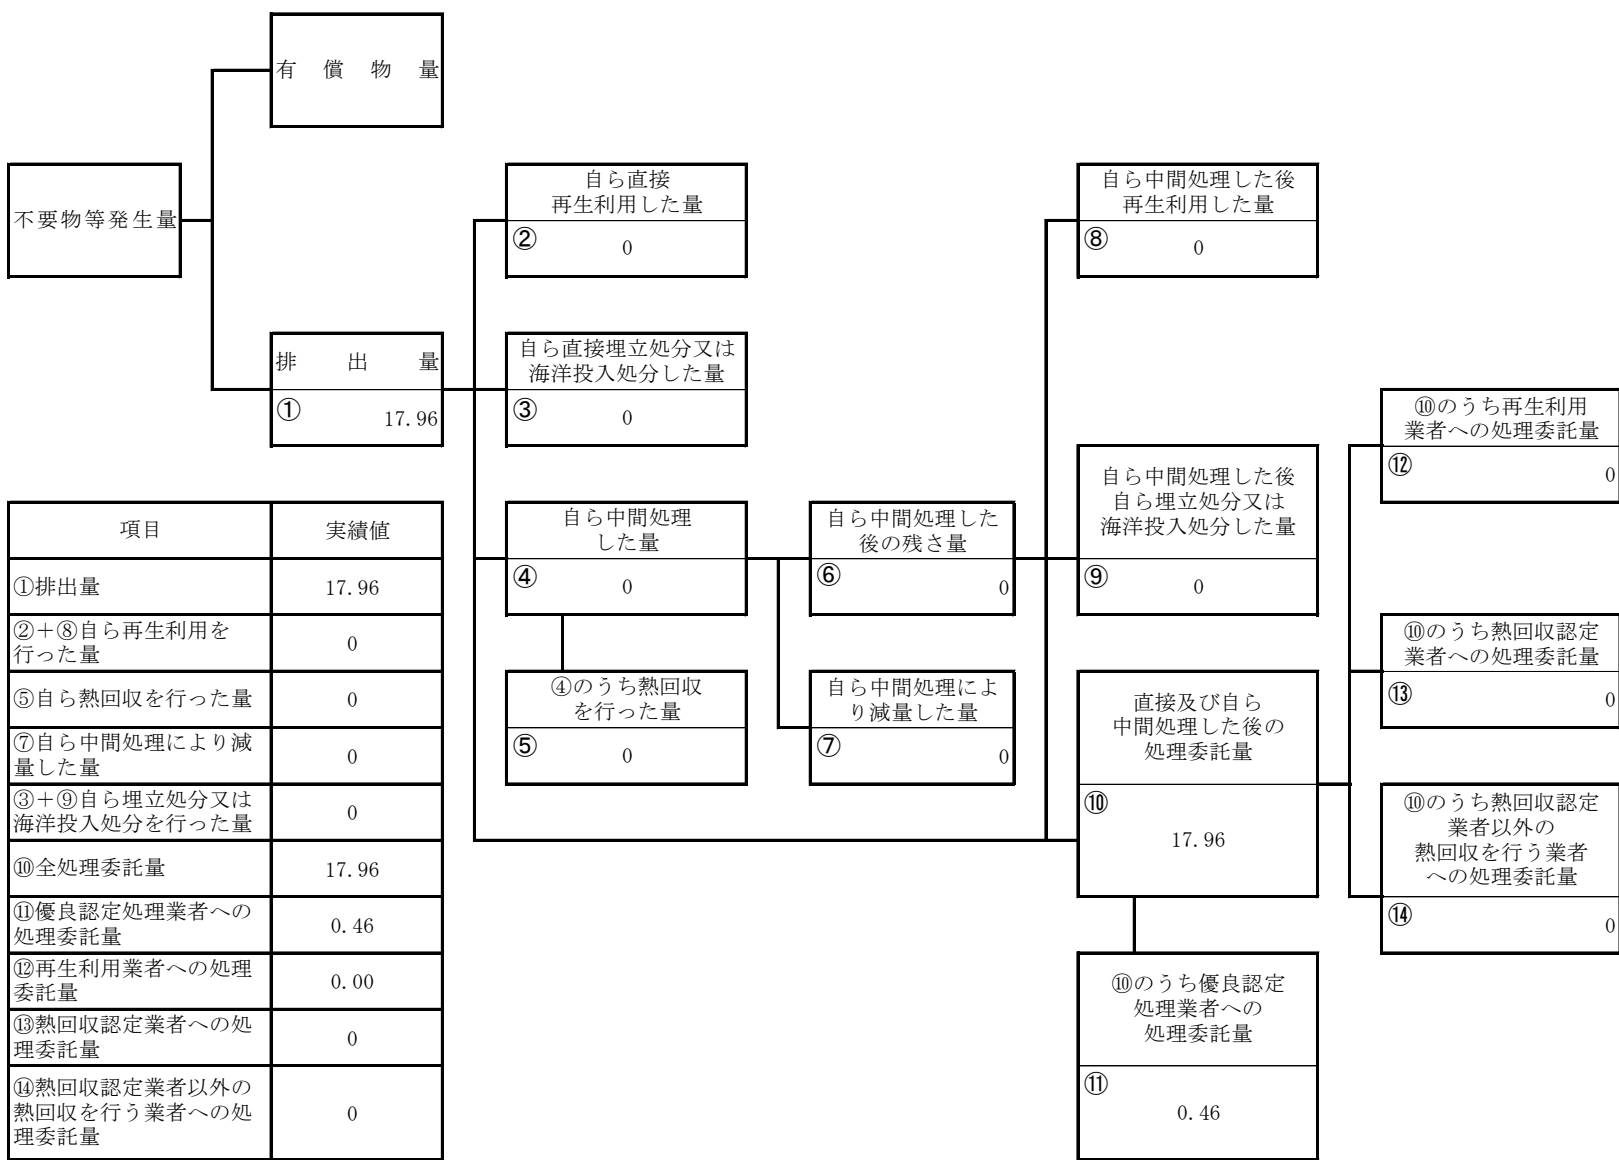 有償物量
不要物等発生量
排出量
①
17.96
自ら直接
再生利用した量
②
0
自ら直接埋立処分又は
海洋投入処分した量
③
0
自ら中間処理
した量
④
0
④のうち熱回収
を行った量
⑤
0
自ら中間処理した
後の残さ量
⑥
0
自ら中間処理によ
り減量した量
⑦
0
自ら中間処理した後
再生利用した量
⑧
0
自ら中間処理した後
自ら埋立処分又は
海洋投入処分した量
⑨
0
直接及び自ら
中間処理した後の
処理委託量
⑩
17.96
⑩のうち優良認定
処理業者への
処理委託量
⑪
0.46
⑩のうち再生利用
業者への処理委託量
⑫
0
⑩のうち熱回収認定
業者への処理委託量
⑬
0
⑩のうち熱回収認定
業者以外の
熱回収を行う業者
への処理委託量
⑭
0
項目 実績値
①排出量 17.96
②+⑧自ら再生利用を
行った量 0
⑤自ら熱回収を行った量 0
⑦自ら中間処理により減
量した量 0
③+⑨自ら埋立処分又は
海洋投入処分を行った量 0
⑩全処理委託量 17.96
⑪優良認定処理業者への
処理委託量 0.46
⑫再生利用業者への処理
委託量 0.00
⑬熱回収認定業者への処
理委託量 0
⑭熱回収認定業者以外の
熱回収を行う業者への処
理委託量 0